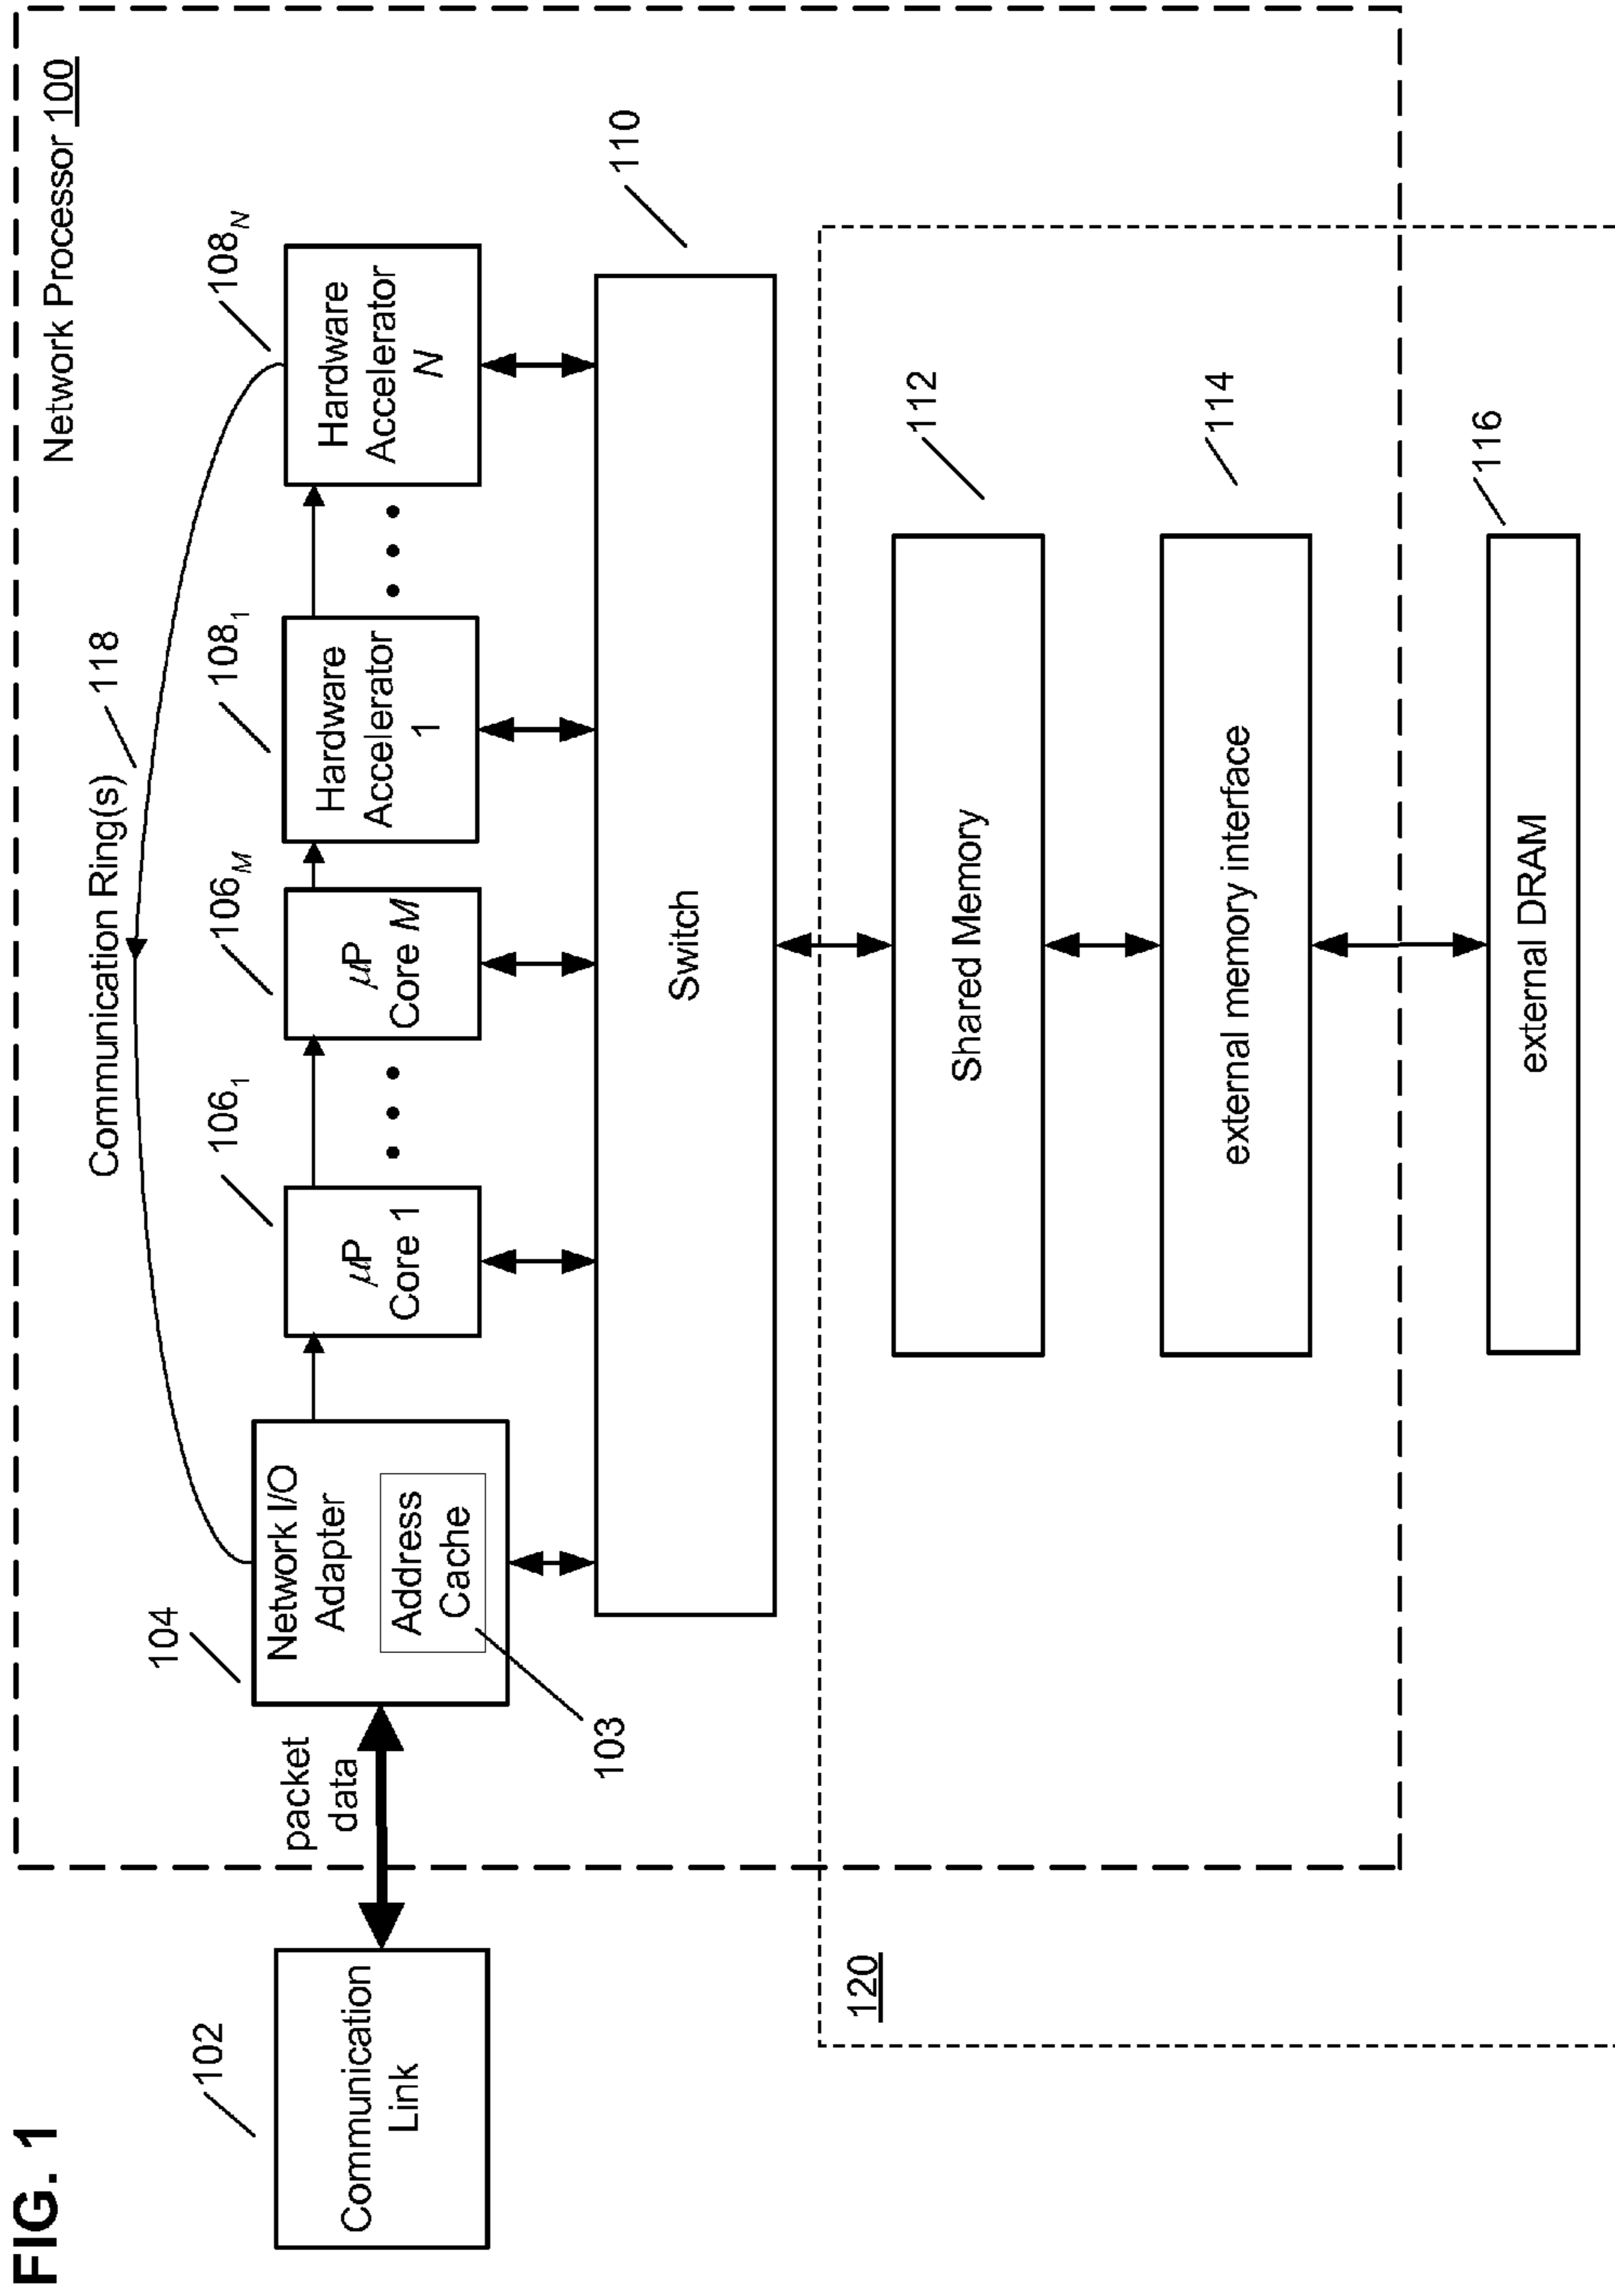 FIG. 1
Network Processor 100
Communication Ring(s)
118
102
104
106₁
106M
108₁
108N
Communication
Link
packet
data
Network I/O
Adapter
Address
Cache
103
µP
Core 1
µP
Core M
Hardware
Accelerator
1
Hardware
Accelerator
N
110
Switch
120
112
Shared Memory
114
external memory interface
116
external DRAM